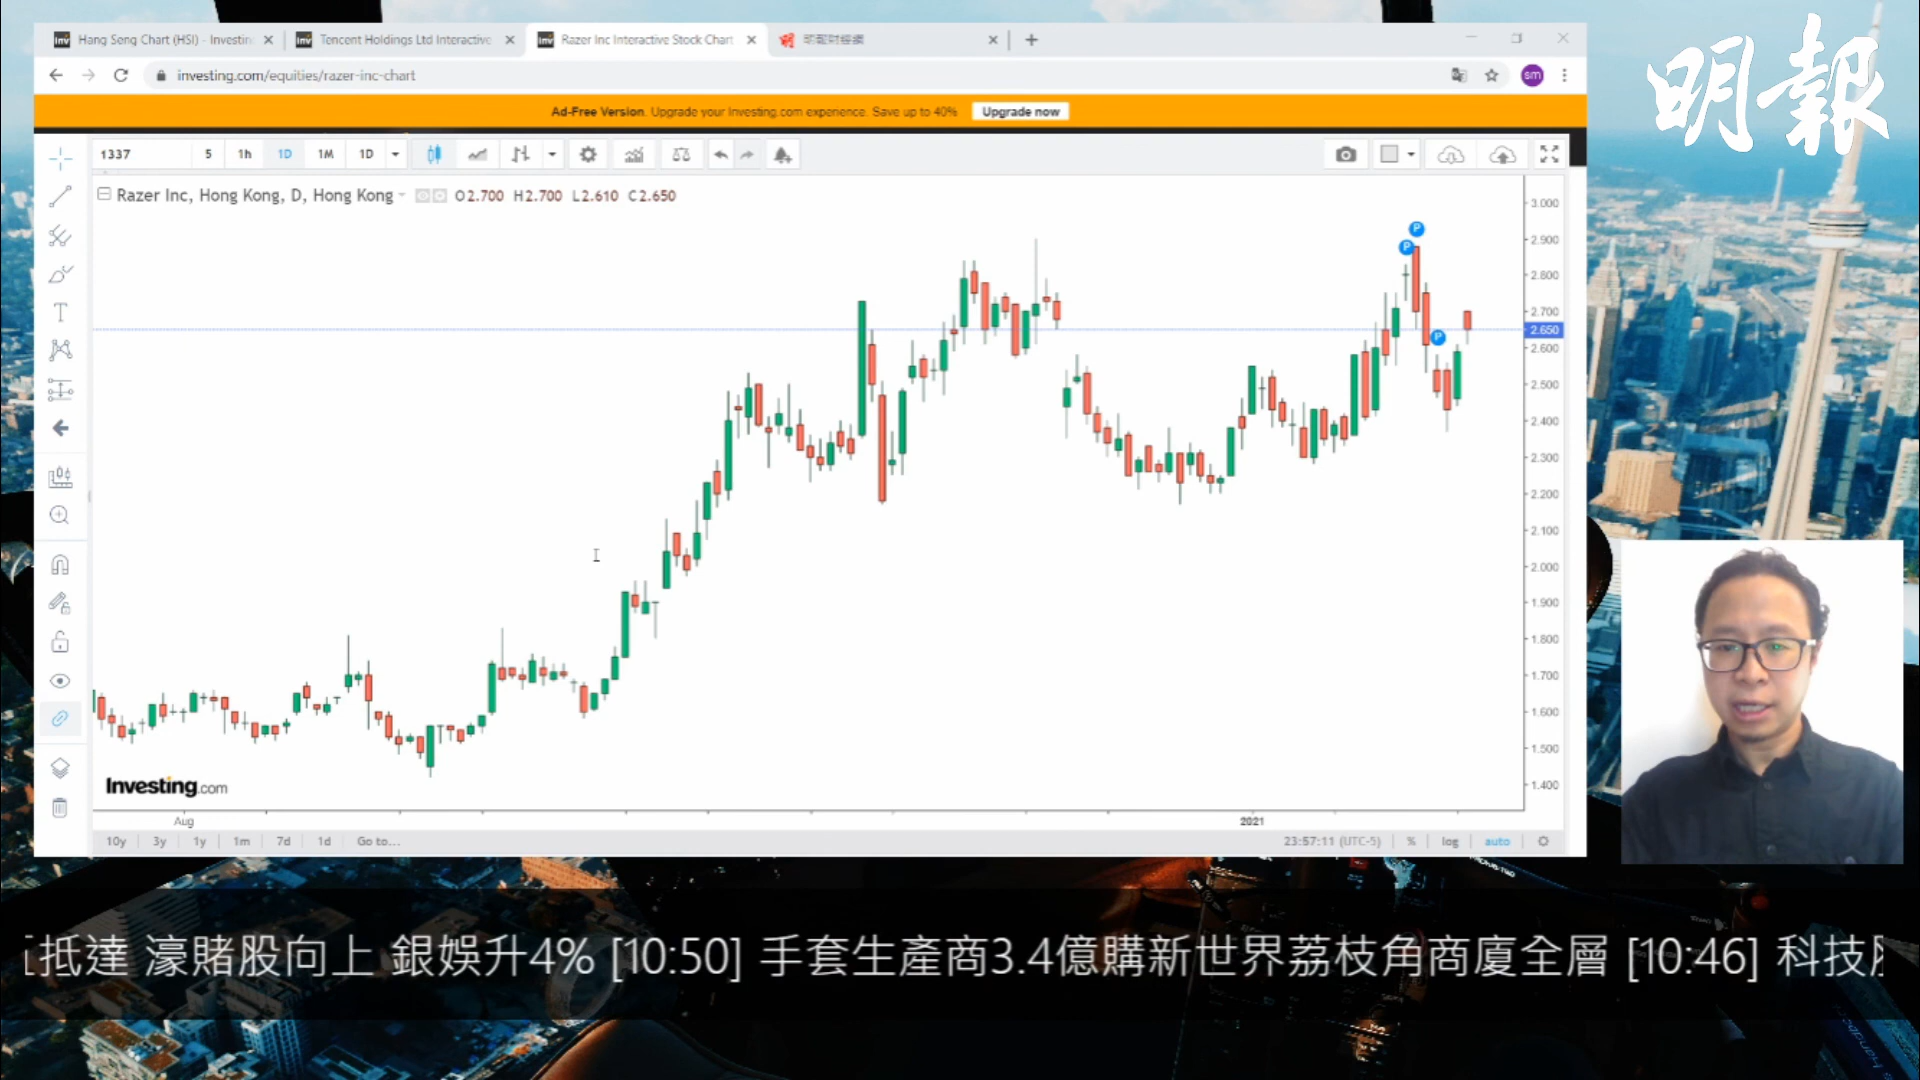 Hang Seng Chart (HSI) - Investin
Tencent Holdings Ltd Interactive
Razer Inc Interactive Stock Chart
明報財經網
明報
investing.com/equities/razer-inc-chart
sm
Ad-Free Version. Upgrade your Investing.com experience. Save up to 40%
Upgrade now
1337
5
1h
1D
1M
1D
Razer Inc, Hong Kong, D, Hong Kong
O2.700 H2.700 L2.610 C2.650
3.000
2.900
2.800
2.700
2.650
2.600
2.500
2.400
2.300
2.200
2.100
2.000
1.900
1.800
1.700
1.600
1.500
1.400
P
P
P
Investing.com
Aug
2021
10y
3y
1y
1m
7d
1d
Go to...
23:57:11 (UTC-5)
%
log
auto
抵達 濠賭股向上 銀娛升4% [10:50] 手套生產商3.4億購新世界荔枝角商廈全層 [10:46] 科技